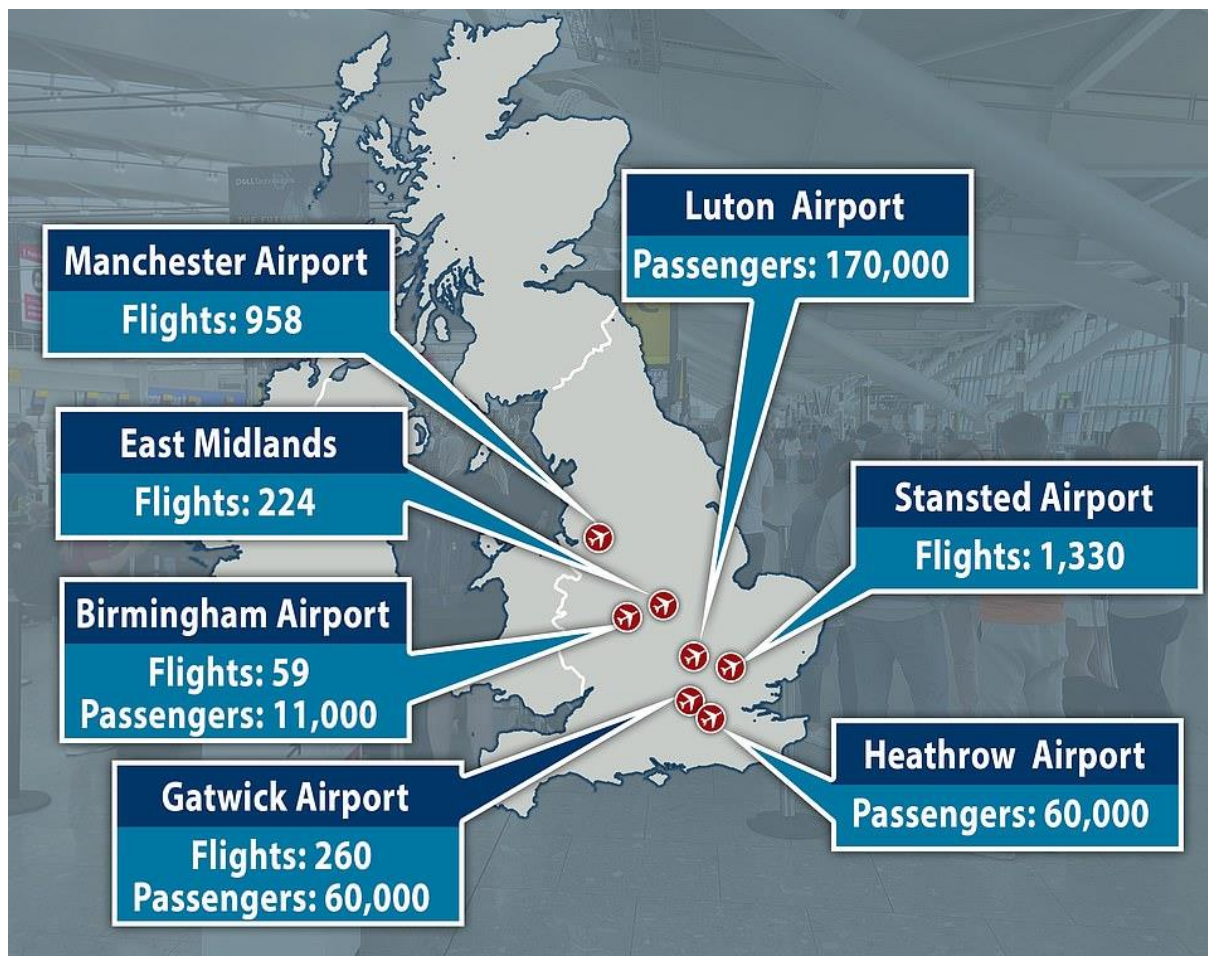 Manchester Airport
Flights: 958
Luton Airport
Passengers: 170,000
East Midlands
Flights: 224
Stansted Airport
Flights: 1,330
Birmingham Airport
Flights: 59
Passengers: 11,000
Gatwick Airport
Flights: 260
Passengers: 60,000
Heathrow Airport
Passengers: 60,000